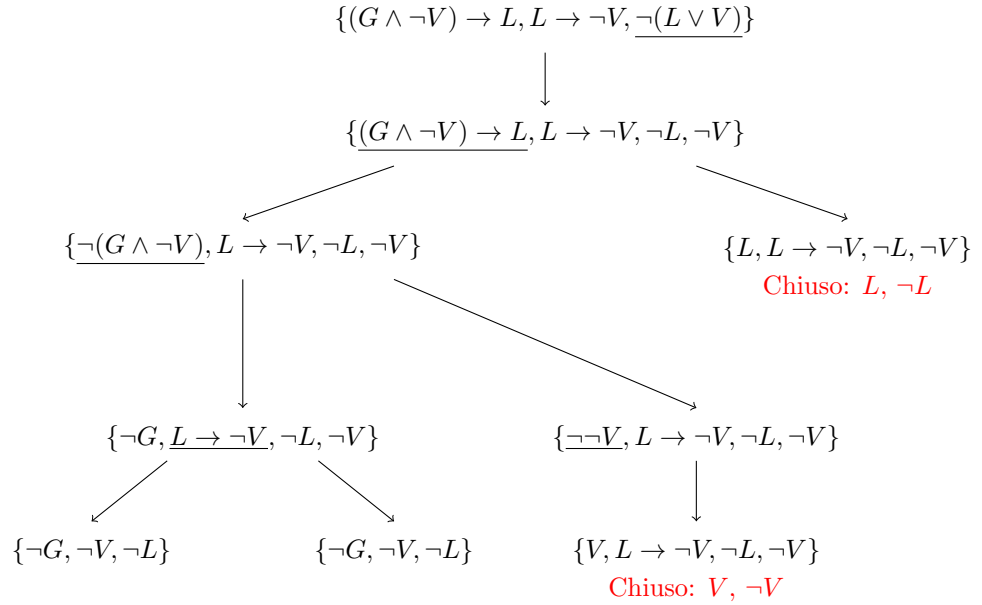 {(G ∧ ¬V) → L, L → ¬V, ¬(L ∨ V)}
{(G ∧ ¬V) → L, L → ¬V, ¬L, ¬V}
{¬(G ∧ ¬V), L → ¬V, ¬L, ¬V}
{L, L → ¬V, ¬L, ¬V}
Chiuso: L, ¬L
{¬G, L → ¬V, ¬L, ¬V}
{¬¬V, L → ¬V, ¬L, ¬V}
{¬G, ¬V, ¬L}
{¬G, ¬V, ¬L}
{V, L → ¬V, ¬L, ¬V}
Chiuso: V, ¬V